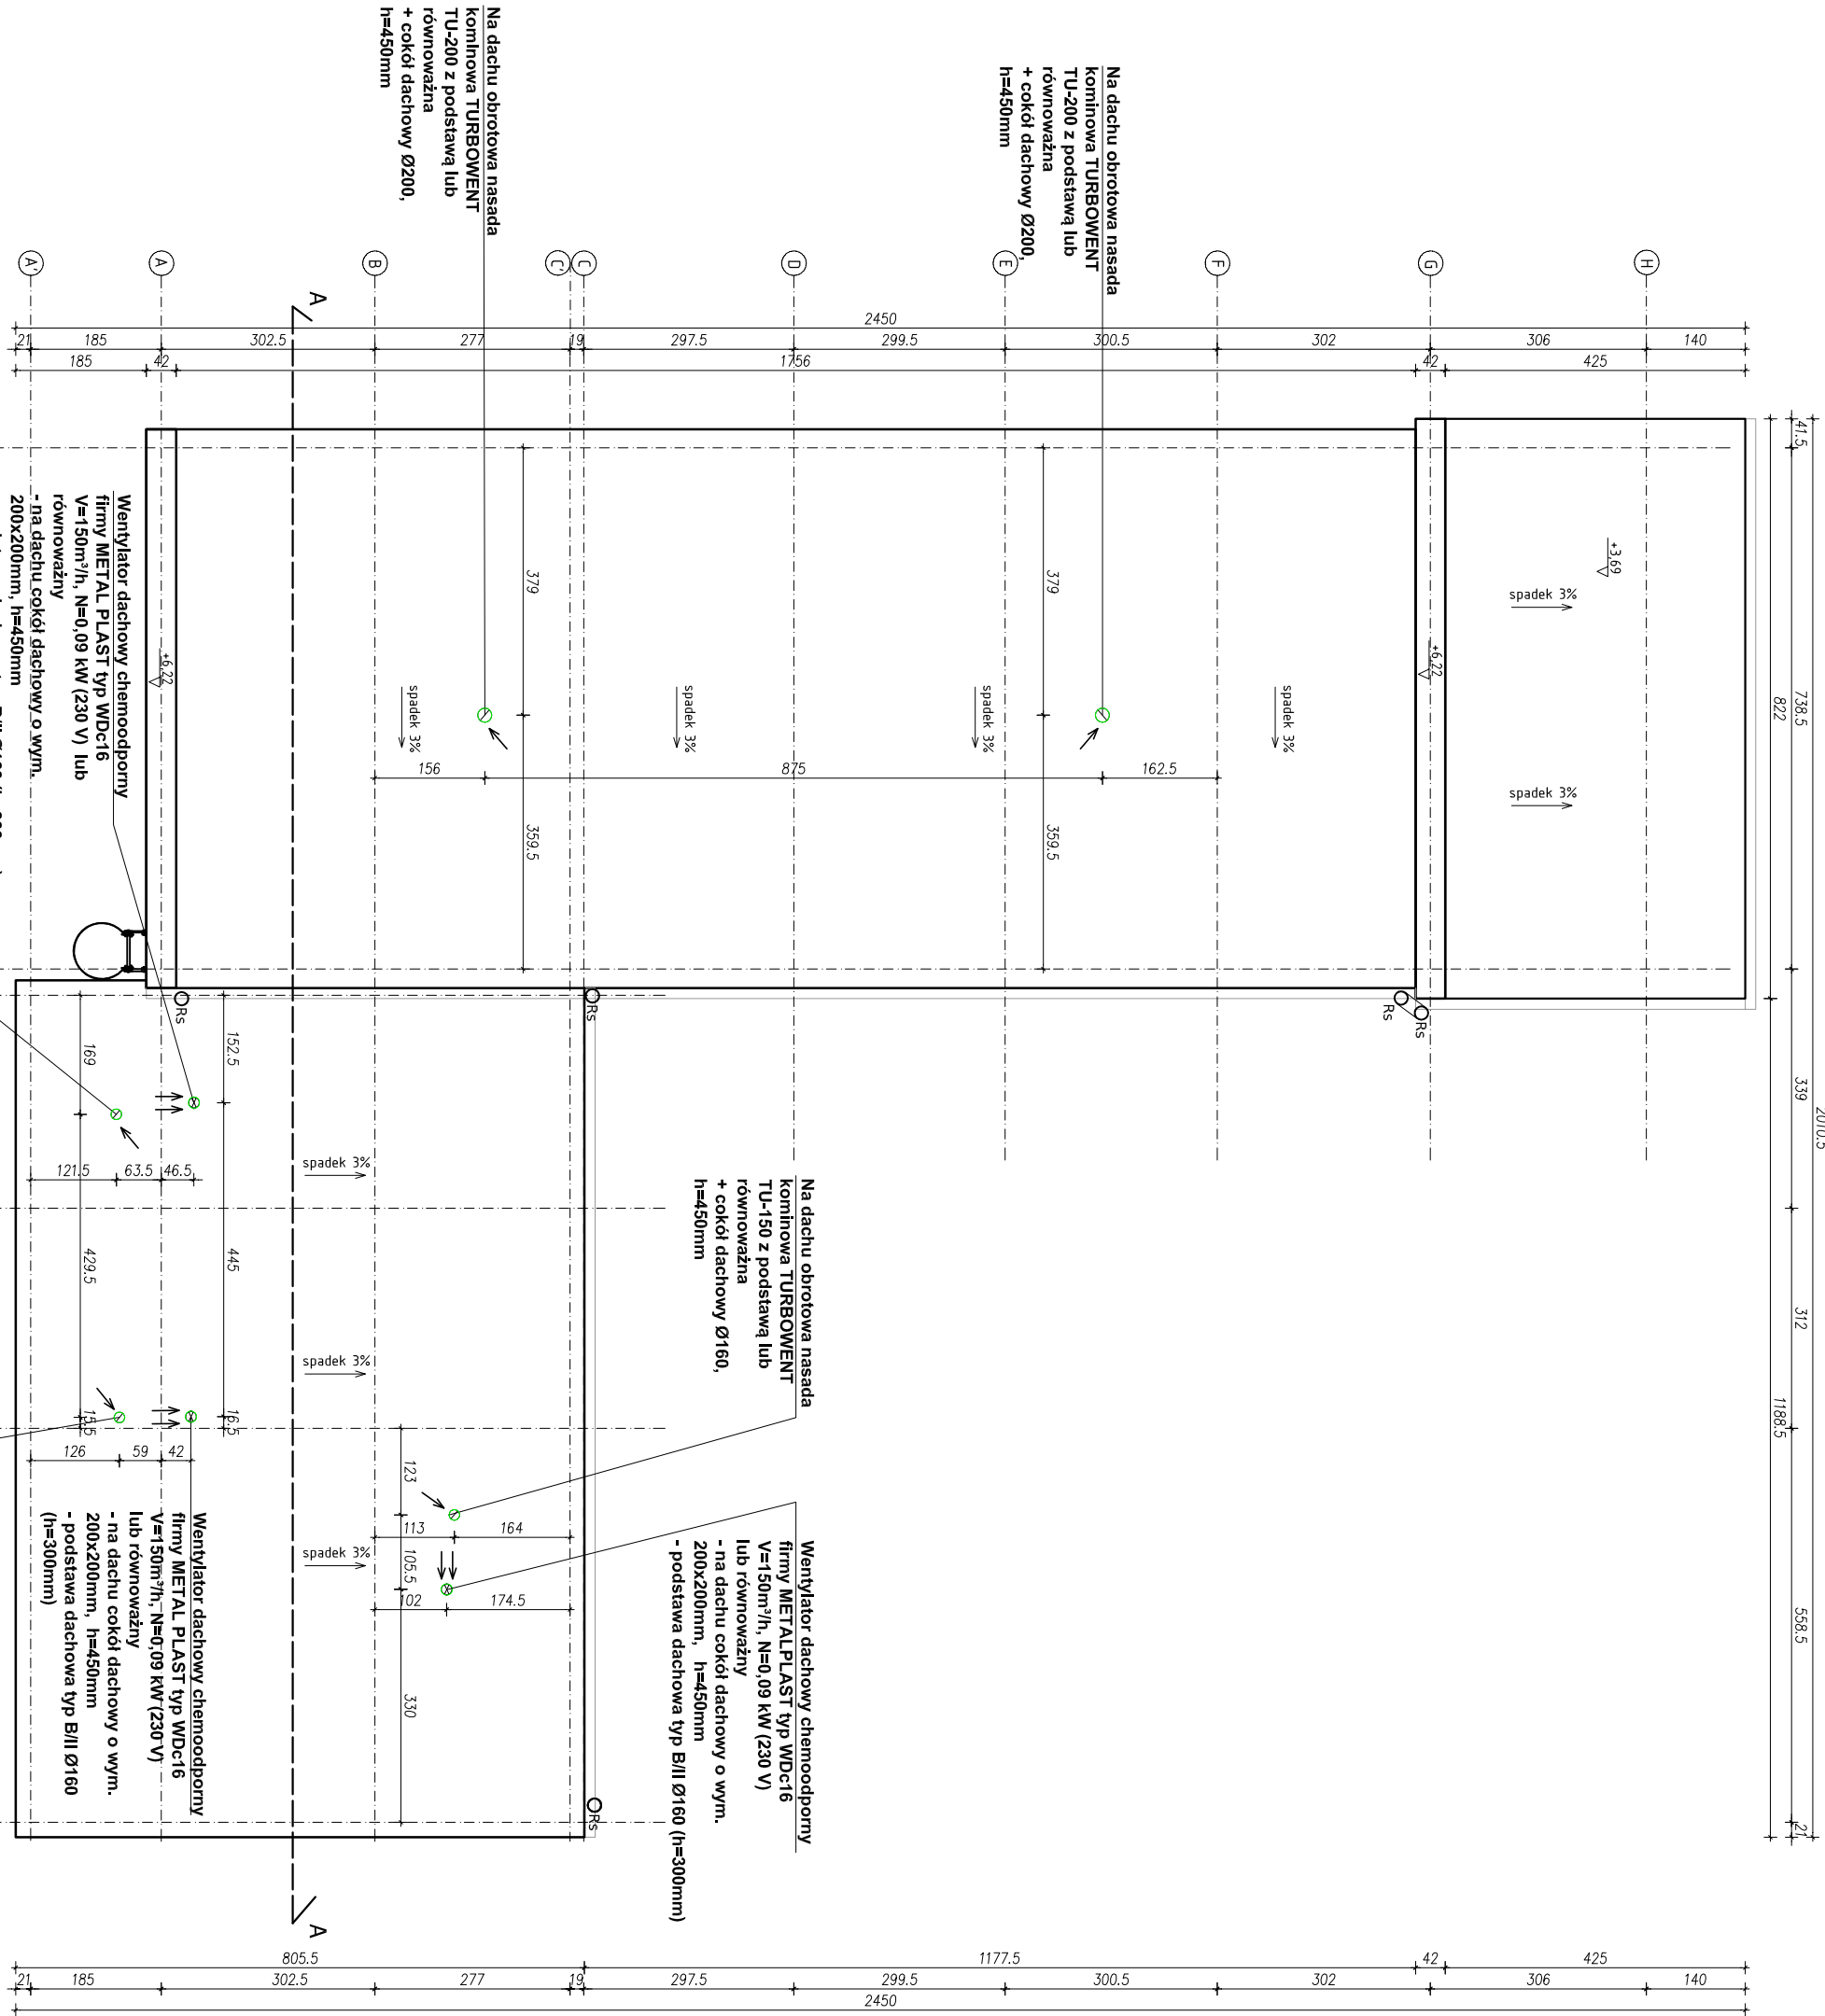 Na dachu obrotowa nasada
kominowa TURBOWENT
TU-200 z podstawą lub
równoważna
+ cokół dachowy Ø200,
h=450mm
Na dachu obrotowa nasada
kominowa TURBOWENT
TU-200 z podstawą lub
równoważna
+ cokół dachowy Ø200,
h=450mm
A'
A
B
C'
C
D
E
F
G
H
A
2450
21
185
302.5
277
19
297.5
299.5
300.5
302
306
140
185
42
1756
42
425
41.5
738.5
822
339
2010.5
312
1188.5
558.5
21
+3,69
spadek 3%
spadek 3%
+6,22
+6,22
379
359.5
379
359.5
spadek 3%
spadek 3%
spadek 3%
spadek 3%
156
875
162.5
Wentylator dachowy chemoodporny
firmy METAL PLAST typ WDc16
V=150m³/h, N=0,09 kW (230 V) lub
równoważny
- na dachu cokół dachowy o wym.
200x200mm, h=450mm
Rs
Rs
Rs
Rs
169
152.5
121.5
63.5
46.5
429.5
445
15.5
16.5
126
59
42
spadek 3%
spadek 3%
spadek 3%
123
113
164
105.5
102
174.5
330
Rs
Na dachu obrotowa nasada
kominowa TURBOWENT
TU-150 z podstawą lub
równoważna
+ cokół dachowy Ø160,
h=450mm
Wentylator dachowy chemoodporny
firmy METALPLAST typ WDc16
V=150m³/h, N=0,09 kW (230 V)
lub równoważny
- na dachu cokół dachowy o wym.
200x200mm, h=450mm
- podstawa dachowa typ B/II Ø160 (h=300mm)
Wentylator dachowy chemoodporny
firmy METAL PLAST typ WDc16
V=150m³/h, N=0,09 kW (230 V)
lub równoważny
- na dachu cokół dachowy o wym.
200x200mm, h=450mm
- podstawa dachowa typ B/II Ø160
(h=300mm)
A
805.5
1177.5
42
425
21
185
302.5
277
19
297.5
299.5
300.5
302
306
140
2450